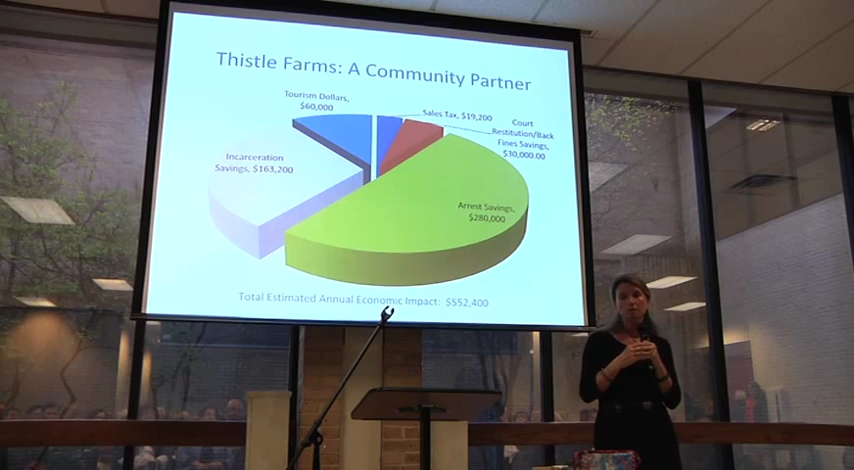 Thistle Farms: A Community Partner
Tourism Dollars,
$60,000
Sales Tax, $19,200
Court
Restitution/Back
Fines Savings,
$30,000.00
Incarceration
Savings, $163,200
Arrest Savings,
$280,000
Total Estimated Annual Economic Impact: $552,400